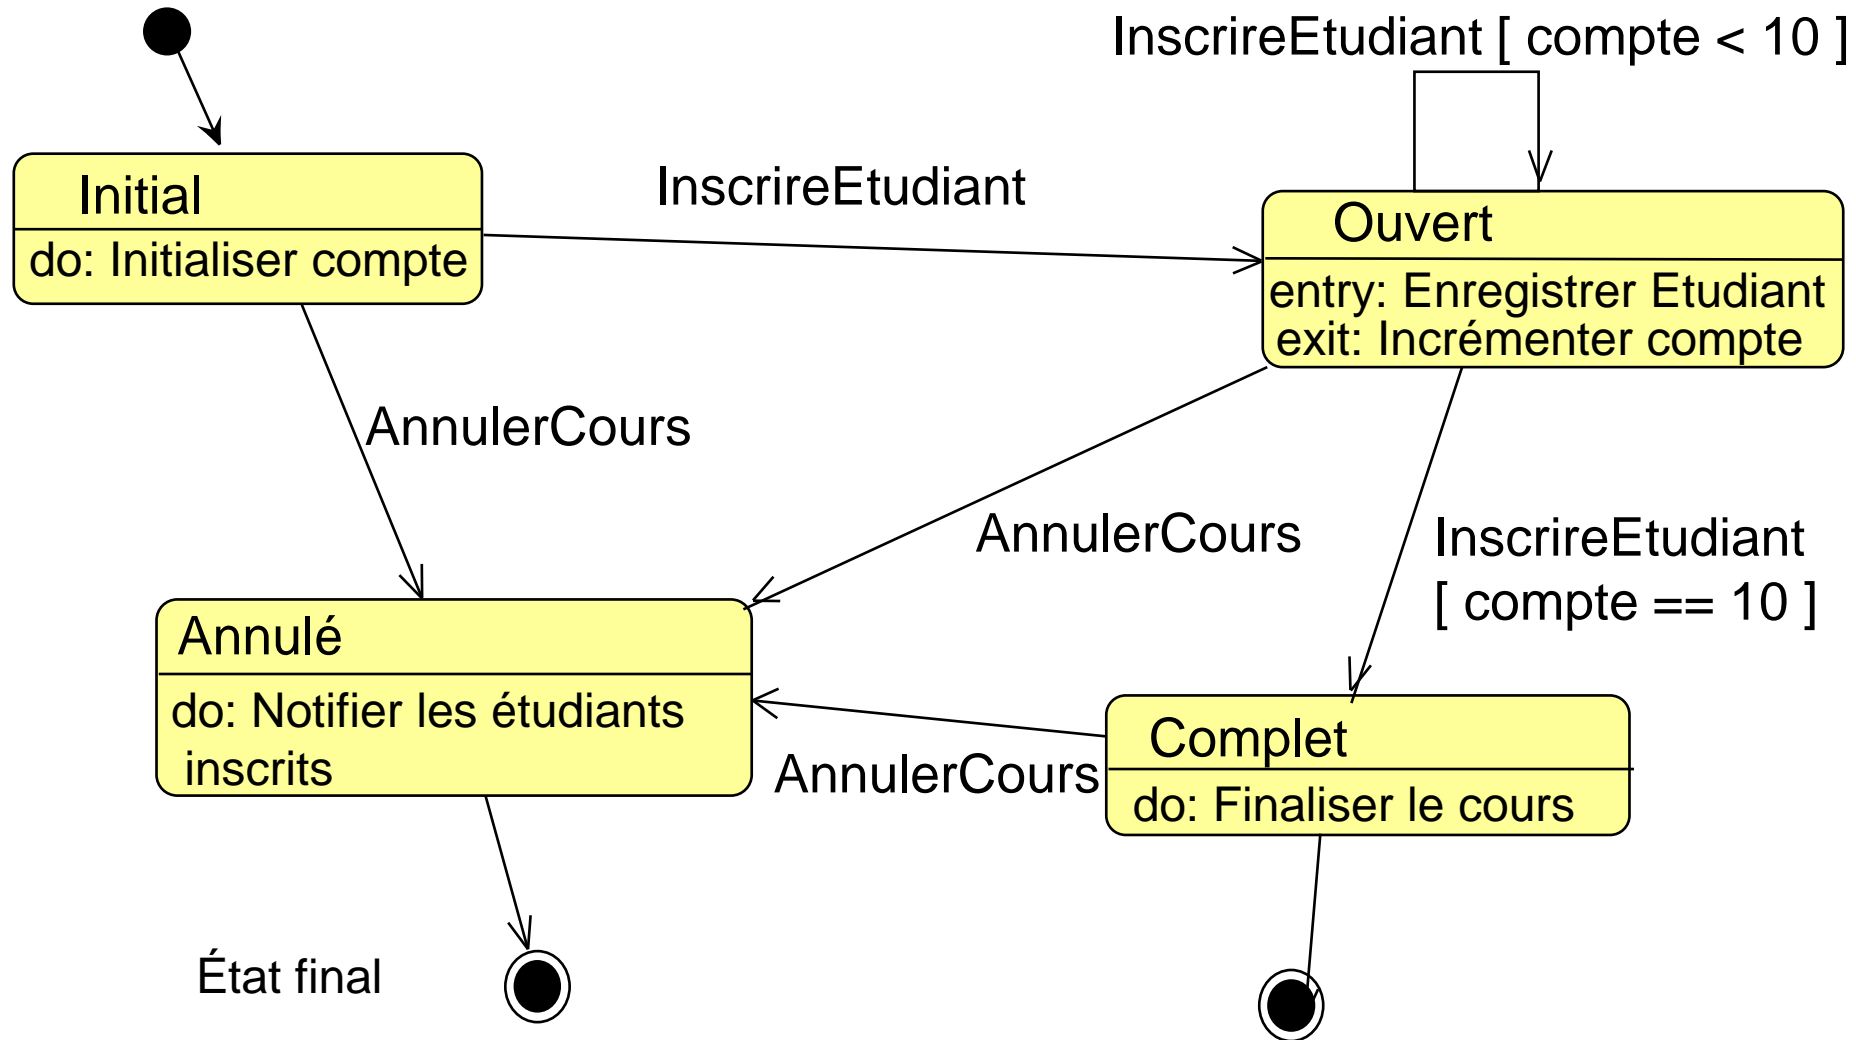 InscrireEtudiant [ compte < 10 ]
Initial
do: Initialiser compte
InscrireEtudiant
Ouvert
entry: Enregistrer Etudiant
exit: Incrémenter compte
AnnulerCours
AnnulerCours
InscrireEtudiant
[ compte == 10 ]
Annulé
do: Notifier les étudiants
inscrits
AnnulerCours
Complet
do: Finaliser le cours
État final